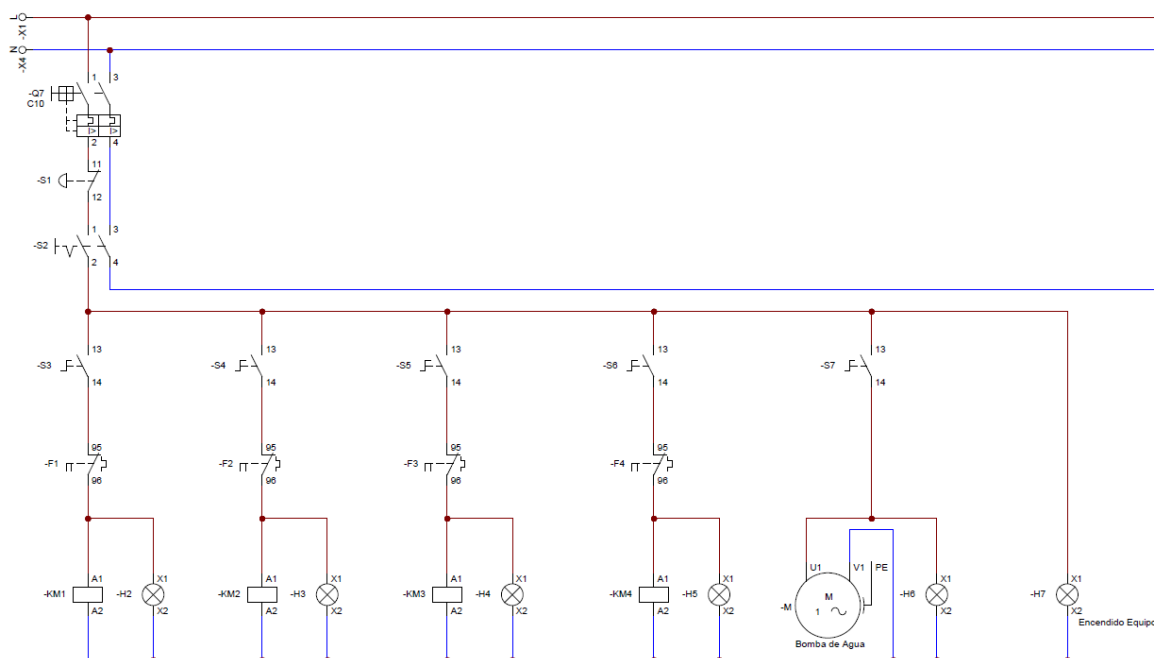 L
-X1
N
-X4
1 3
-Q7
C10
I> I>
2 4
11
-S1
12
1 3
-S2
2 4
13 13 13 13 13
-S3 -S4 -S5 -S6 -S7
14 14 14 14 14
95 95 95 95
-F1 -F2 -F3 -F4
96 96 96 96
U1 V1 PE
A1 X1 A1 X1 A1 X1 A1 X1 X1 X1
-KM1 -H2 -KM2 -H3 -KM3 -H4 -KM4 -H5 -M M 1 -H6 -H7
A2 X2 A2 X2 A2 X2 A2 X2 X2 X2
Encendido Equipo
Bomba de Agua